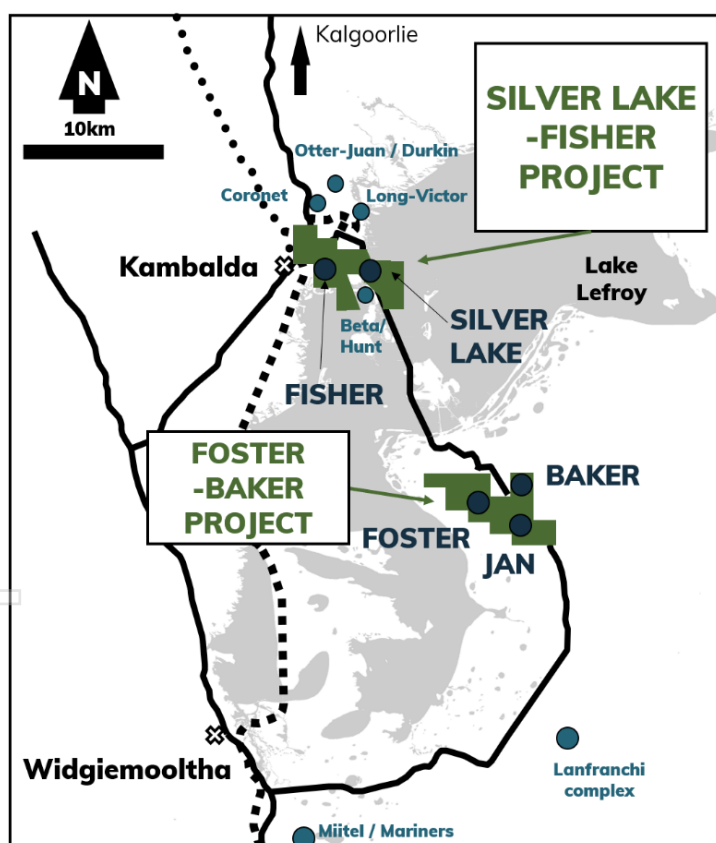 Kalgoorlie
N
10km
SILVER LAKE
-FISHER
PROJECT
Otter-Juan / Durkin
Coronet
Long-Victor
Kambalda
Lake
Lefroy
Beta/
Hunt
SILVER
LAKE
FISHER
FOSTER
-BAKER
PROJECT
BAKER
FOSTER
JAN
Widgiemooltha
Lanfranchi
complex
Miitel / Mariners